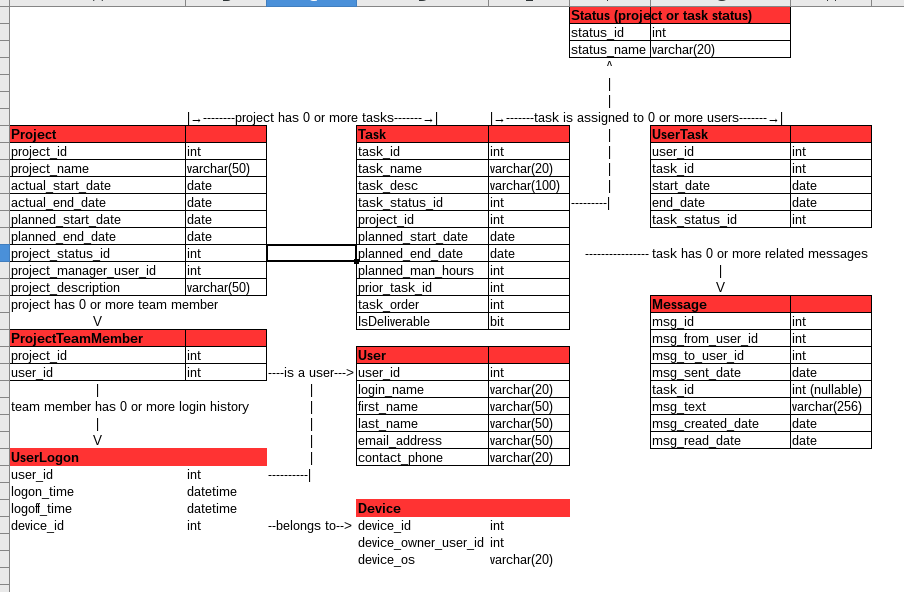 Status (project or task status)
status_id int
status_name varchar(20)
^
|
|
|→--------project has 0 or more tasks-------→| |→-------task is assigned to 0 or more users-------→|
Project Task | UserTask
project_id int task_id int | user_id int
project_name varchar(50) task_name varchar(20) | task_id int
actual_start_date date task_desc varchar(100) | start_date date
actual_end_date date task_status_id int ---------| end_date date
planned_start_date date project_id int task_status_id int
planned_end_date date planned_start_date date
project_status_id int planned_end_date date --------------- task has 0 or more related messages
project_manager_user_id int planned_man_hours int |
project_description varchar(50) prior_task_id int V
project has 0 or more team member task_order int Message
V IsDeliverable bit msg_id int
ProjectTeamMember msg_from_user_id int
project_id int User msg_to_user_id int
user_id int ----is a user---> user_id int msg_sent_date date
| | login_name varchar(20) task_id int (nullable)
team member has 0 or more login history | first_name varchar(50) msg_text varchar(256)
| | last_name varchar(50) msg_created_date date
V | email_address varchar(50) msg_read_date date
UserLogon | contact_phone varchar(20)
user_id int ----------|
logon_time datetime
logoff_time datetime Device
device_id int --belongs to--> device_id int
device_owner_user_id int
device_os varchar(20)